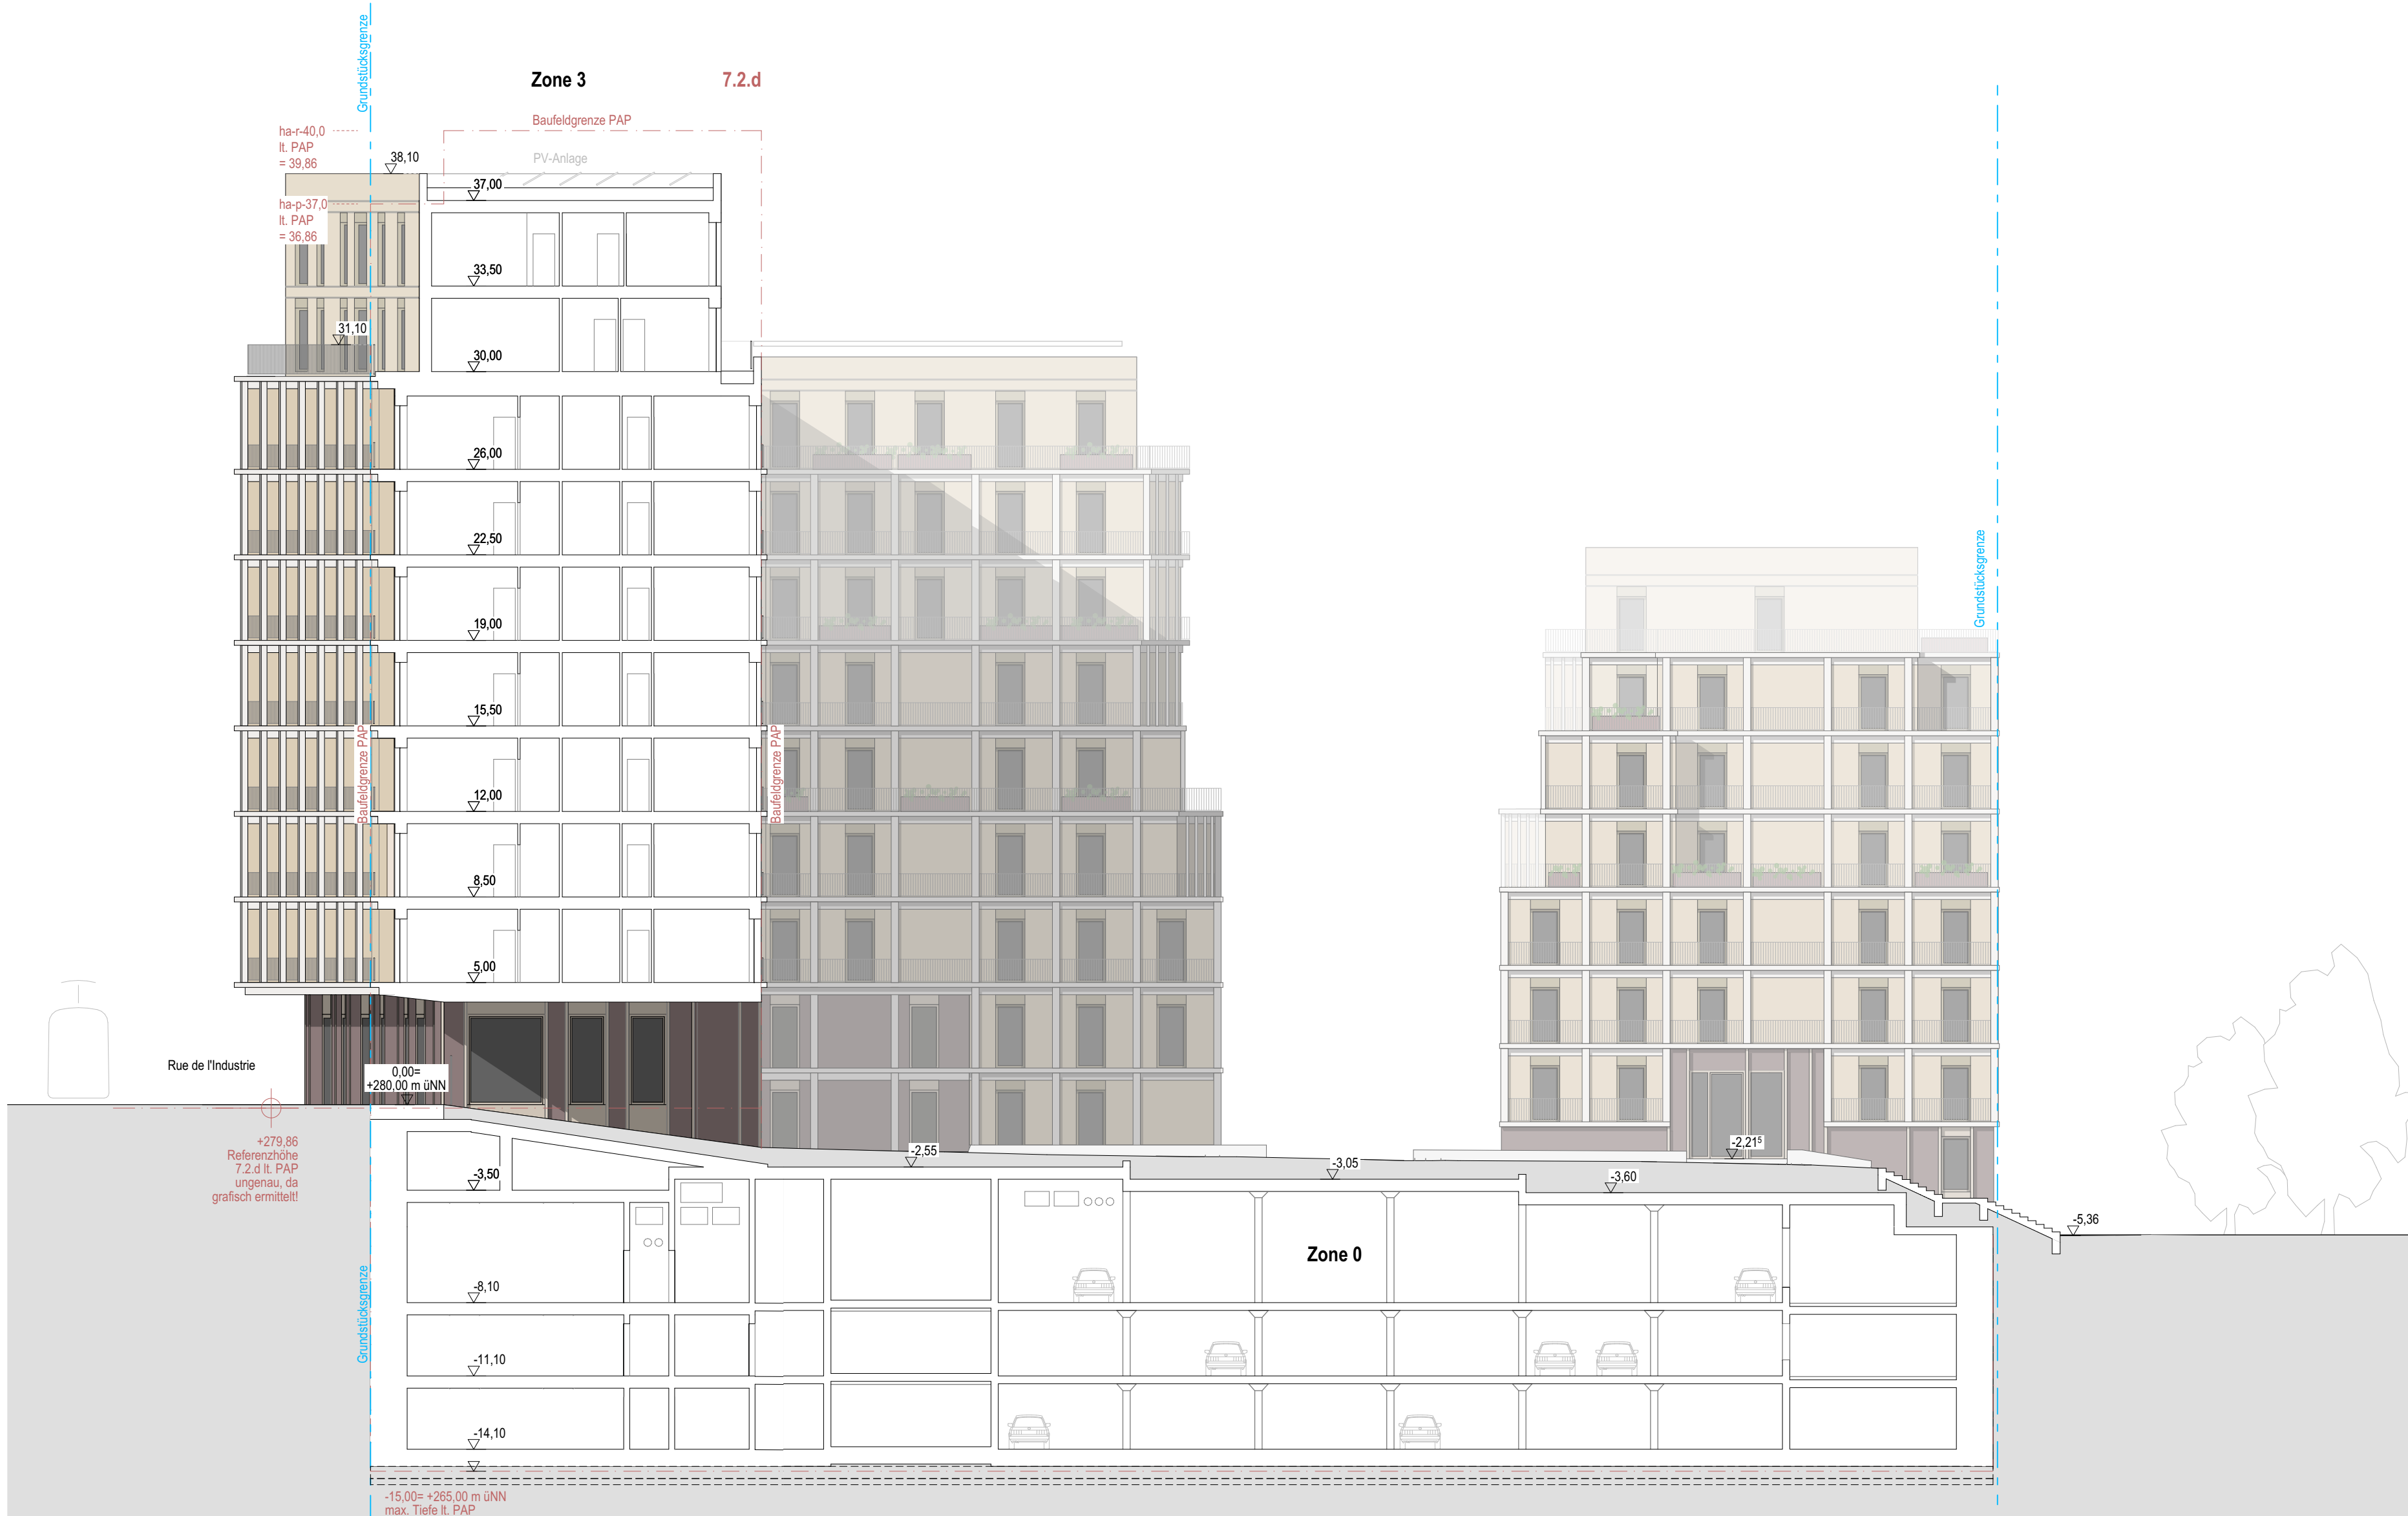 Grundstücksgrenze
Zone 3
7.2.d
Baufeldgrenze PAP
ha-r-40,0
lt. PAP
= 39,86
38,10
PV-Anlage
37,00
ha-p-37,0
lt. PAP
= 36,86
33,50
31,10
30,00
26,00
22,50
Grundstücksgrenze
19,00
15,50
Baufeldgrenze PAP
Baufeldgrenze PAP
12,00
8,50
5,00
Rue de l'Industrie
0,00=
+280,00 m üNN
+279,86
Referenzhöhe
7.2.d lt. PAP
ungenau, da
grafisch ermittelt!
-2,55
-2,21⁵
-3,05
-3,50
-3,60
-5,36
Zone 0
Grundstücksgrenze
-8,10
-11,10
-14,10
-15,00= +265,00 m üNN
max. Tiefe lt. PAP